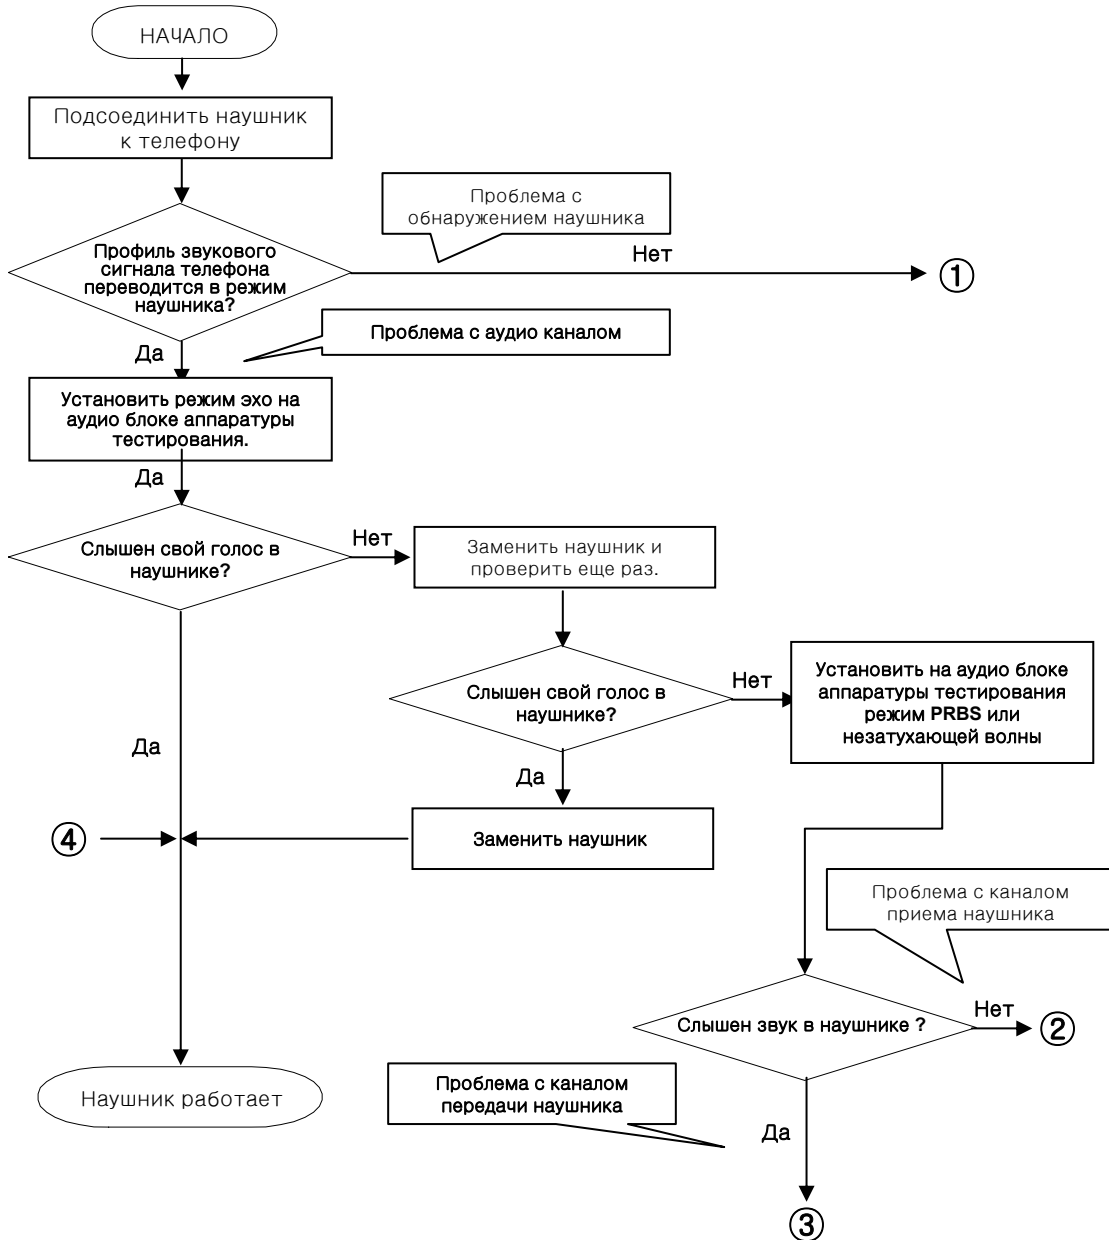 НАЧАЛО
Подсоединить наушник
к телефону
Проблема с
обнаружением наушника
Нет
Профиль звукового
сигнала телефона
переводится в режим
наушника?
①
Проблема с аудио каналом
Да
Установить режим эхо на
аудио блоке аппаратуры
тестирования.
Да
Слышен свой голос в
наушнике?
Нет
Заменить наушник и
проверить еще раз.
Слышен свой голос в
наушнике?
Нет
Установить на аудио блоке
аппаратуры тестирования
режим PRBS или
незатухающей волны
Да
Да
④
Заменить наушник
Проблема с каналом
приема наушника
Слышен звук в наушнике ?
Нет
②
Проблема с каналом
передачи наушника
Наушник работает
Да
③